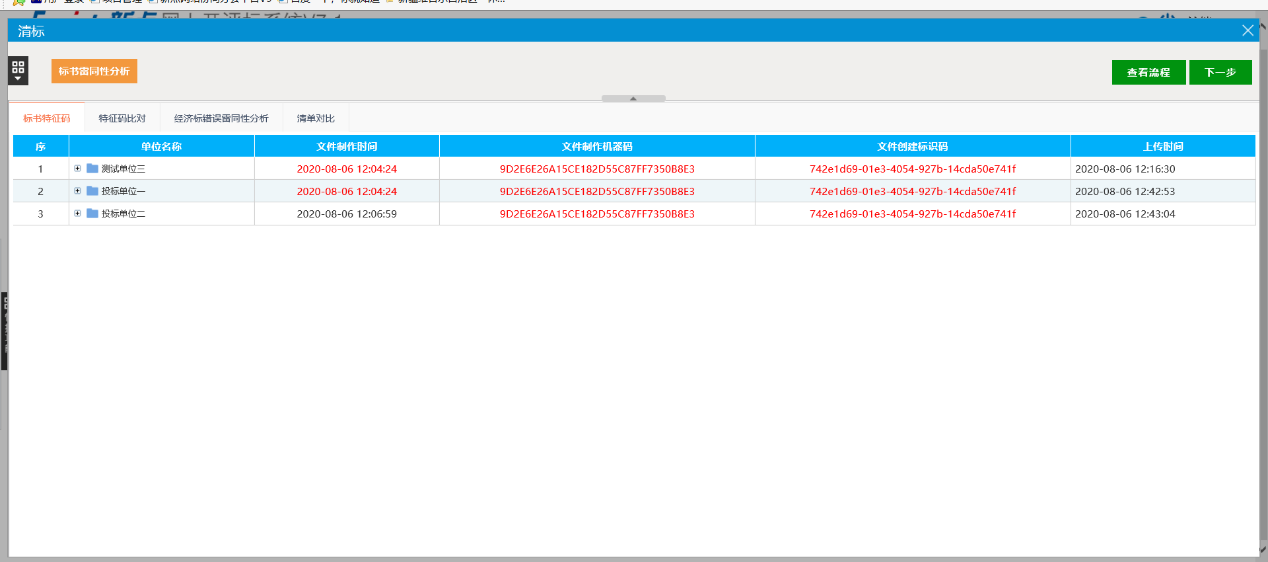 清标
标书雷同性分析
查看流程 下一步
标书特征码 特征码比对 经济标错误雷同性分析 清单对比
序 单位名称 文件制作时间 文件制作机器码 文件创建标识码 上传时间
1 测试单位三 2020-08-06 12:04:24 9D2E6E26A15CE182D55C87FF7350B8E3 742e1d69-01e3-4054-927b-14cda50e741f 2020-08-06 12:16:30
2 投标单位一 2020-08-06 12:04:24 9D2E6E26A15CE182D55C87FF7350B8E3 742e1d69-01e3-4054-927b-14cda50e741f 2020-08-06 12:42:53
3 投标单位二 2020-08-06 12:06:59 9D2E6E26A15CE182D55C87FF7350B8E3 742e1d69-01e3-4054-927b-14cda50e741f 2020-08-06 12:43:04